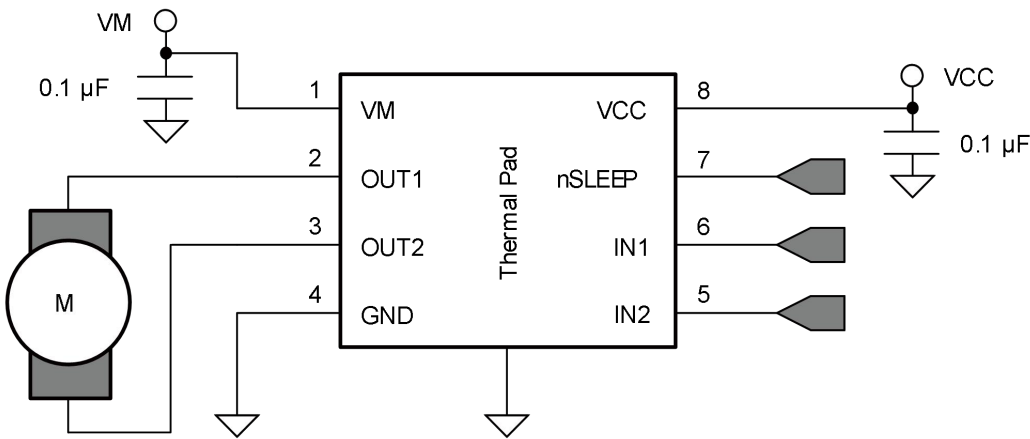 VM
0.1 µF
VCC
0.1 µF
1
VM
VCC
8
2
OUT1
nSLEEP
7
3
OUT2
IN1
6
4
GND
IN2
5
Thermal Pad
M